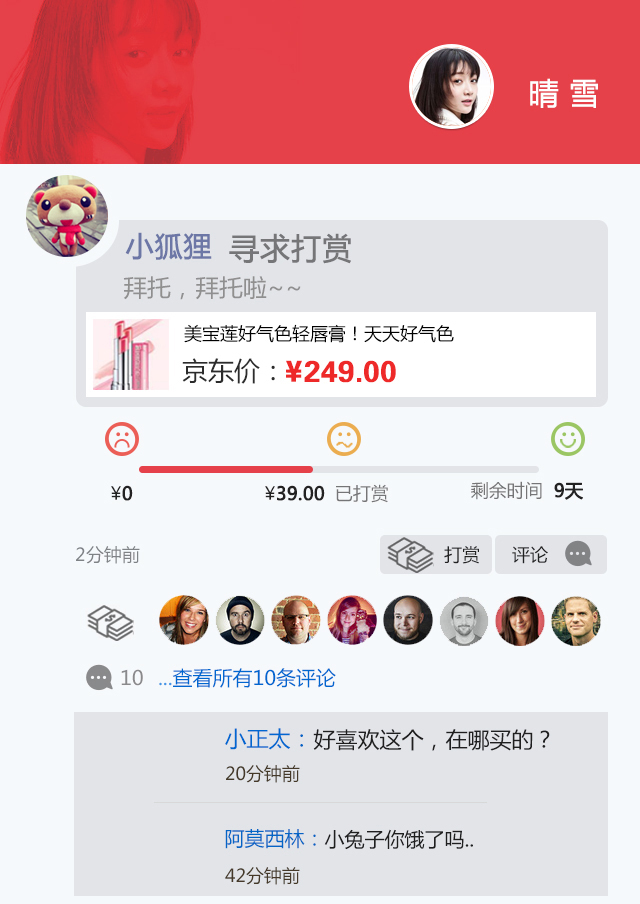 晴 雪
小狐狸 寻求打赏
拜托，拜托啦~~
美宝莲好气色轻唇膏！天天好气色
京东价：¥249.00
¥0 ¥39.00 已打赏 剩余时间 9天
2分钟前 打赏 评论
10 ...查看所有10条评论
小正太：好喜欢这个，在哪买的？
20分钟前
阿莫西林：小兔子你饿了吗..
42分钟前